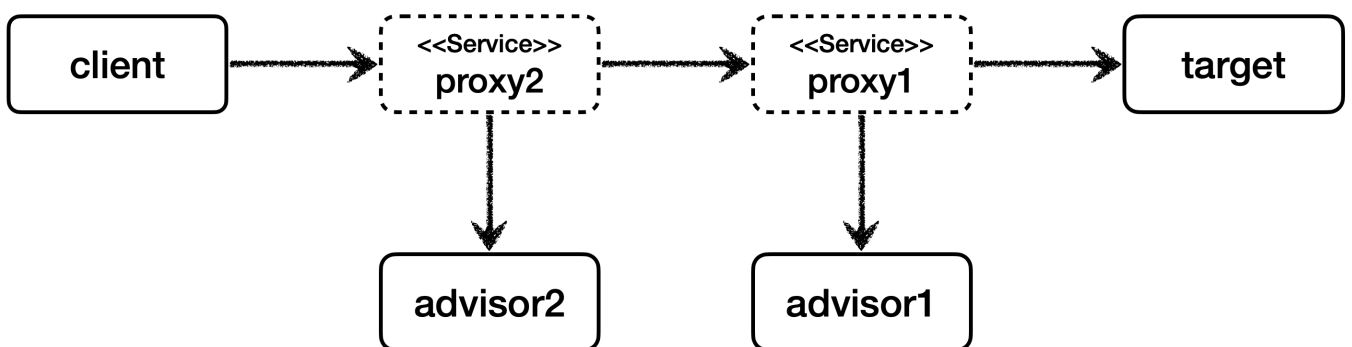 client
<<Service>>
proxy2
<<Service>>
proxy1
target
advisor2
advisor1